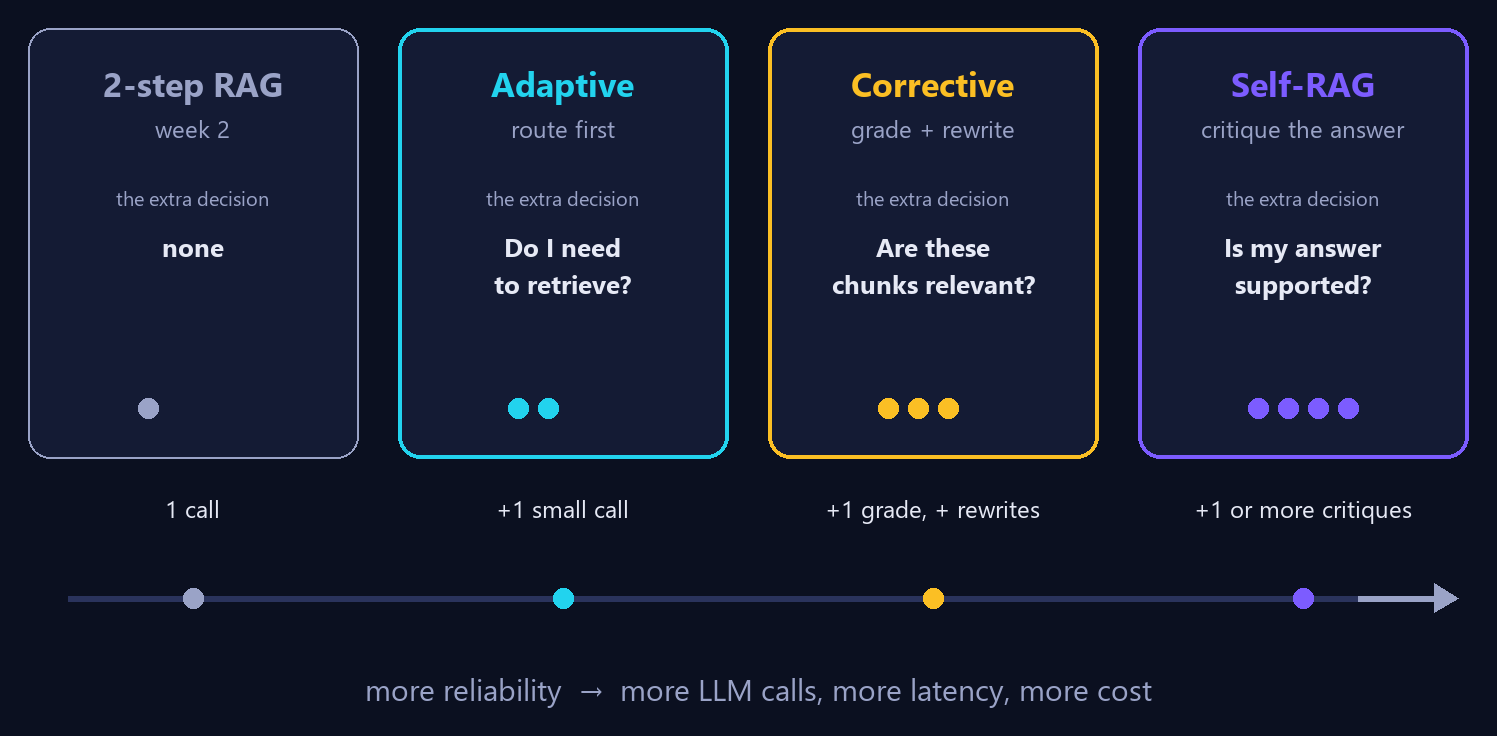 2-step RAG
week 2
the extra decision
none
1 call
Adaptive
route first
the extra decision
Do I need
to retrieve?
+1 small call
Corrective
grade + rewrite
the extra decision
Are these
chunks relevant?
+1 grade, + rewrites
Self-RAG
critique the answer
the extra decision
Is my answer
supported?
+1 or more critiques
more reliability → more LLM calls, more latency, more cost